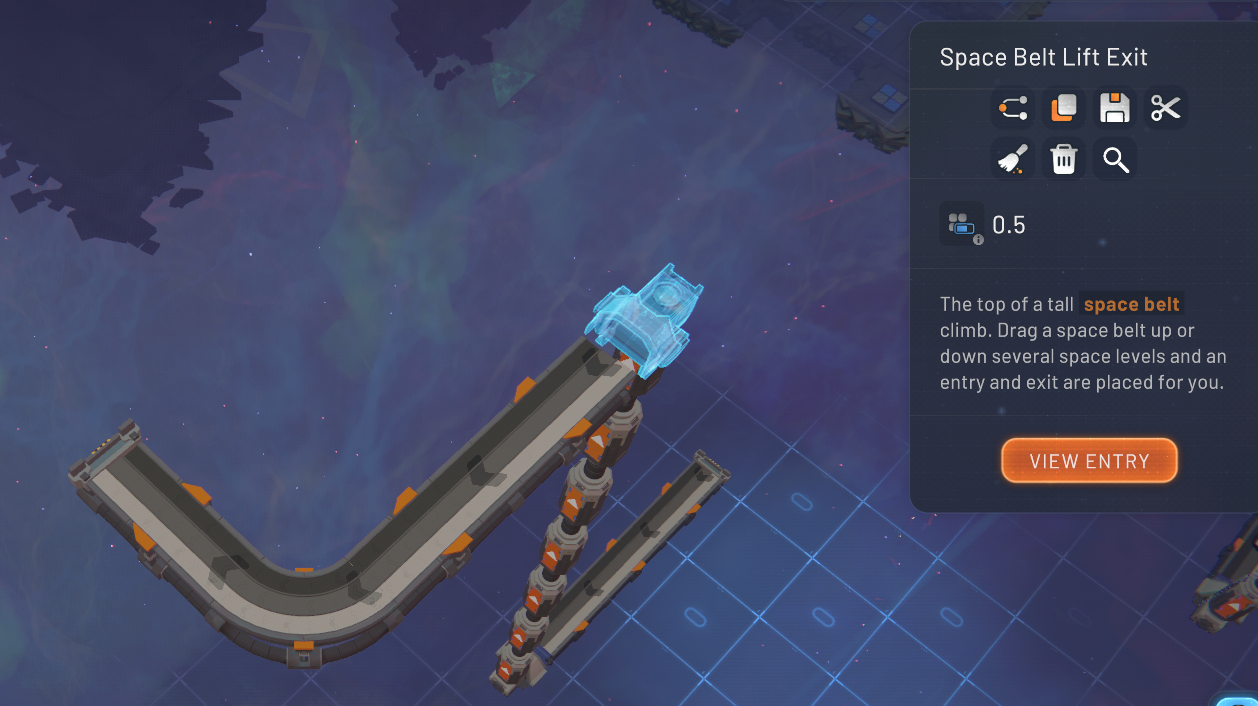 Space Belt Lift Exit
0.5
The top of a tall space belt
climb. Drag a space belt up or
down several space levels and an
entry and exit are placed for you.
VIEW ENTRY